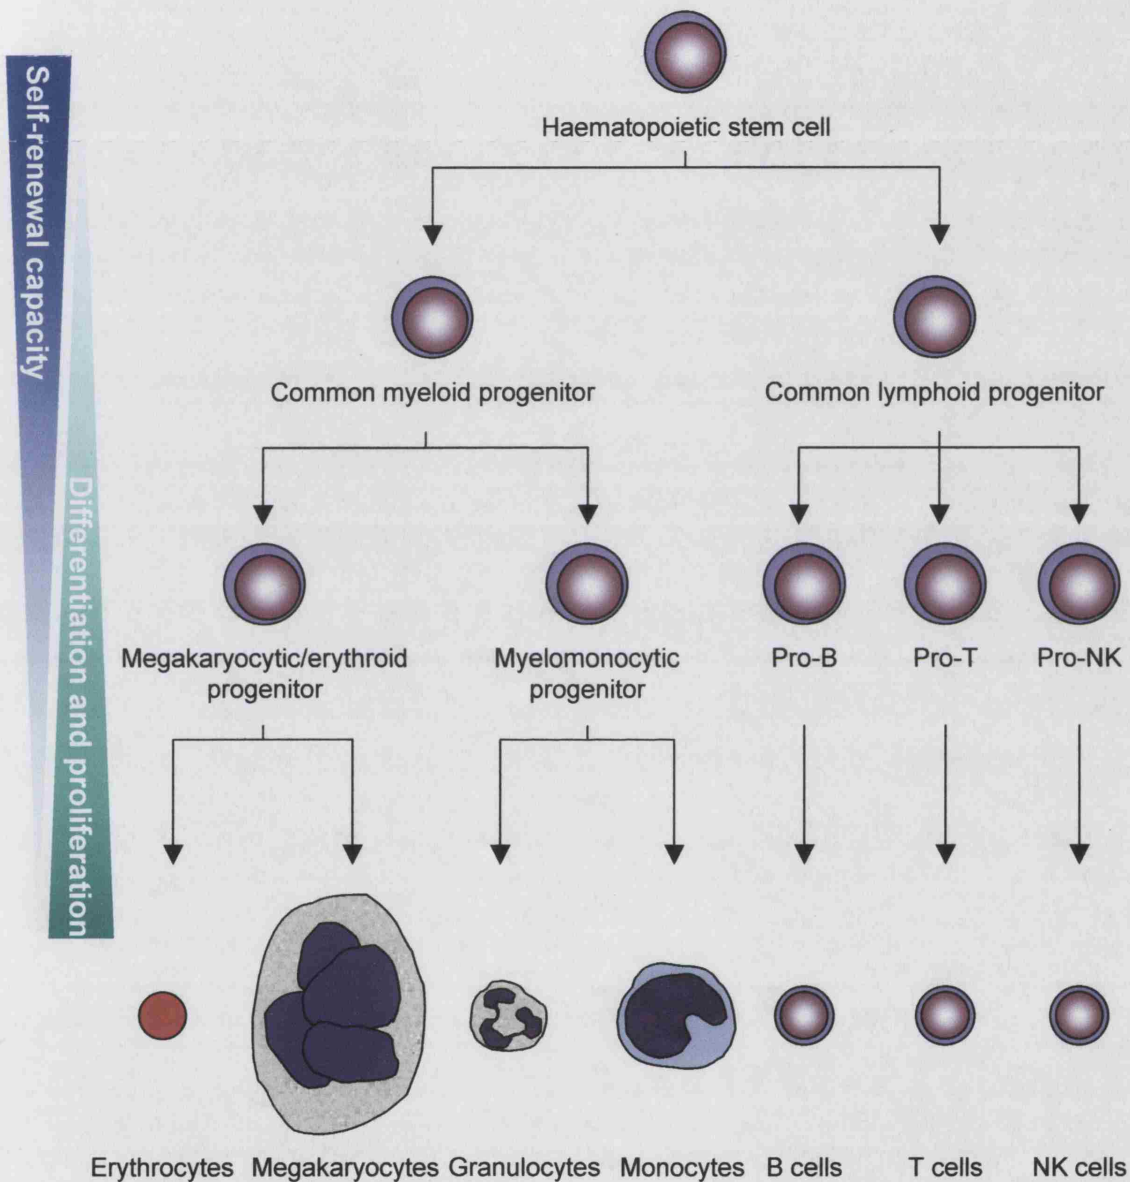 Self-renewal capacity
Differentiation and proliferation
Haematopoietic stem cell
Common myeloid progenitor
Common lymphoid progenitor
Megakaryocytic/erythroid
progenitor
Myelomonocytic
progenitor
Pro-B
Pro-T
Pro-NK
Erythrocytes
Megakaryocytes
Granulocytes
Monocytes
B cells
T cells
NK cells